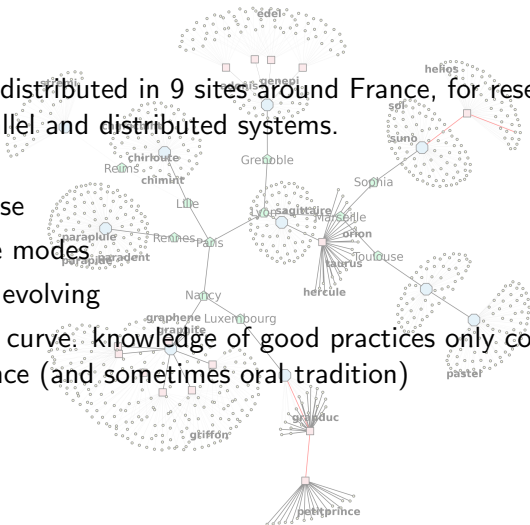 edel
helios
genepi
distributed in 9 sites around France, for rese
sol
llel and distributed systems.
suno
chirloute
Grenoble
Reims
chimint
Sophia
se
Lille
Lyon
sagittaire
Marseille
parapluie
Rennes
Paris
orion
e modes
paradent
parapide
taurus
Toulouse
evolving
Nancy
hercule
graphene
Luxembourg
graphite
curve: knowledge of good practices only co
nce (and sometimes oral tradition)
pastel
granduc
griffon
petitprince